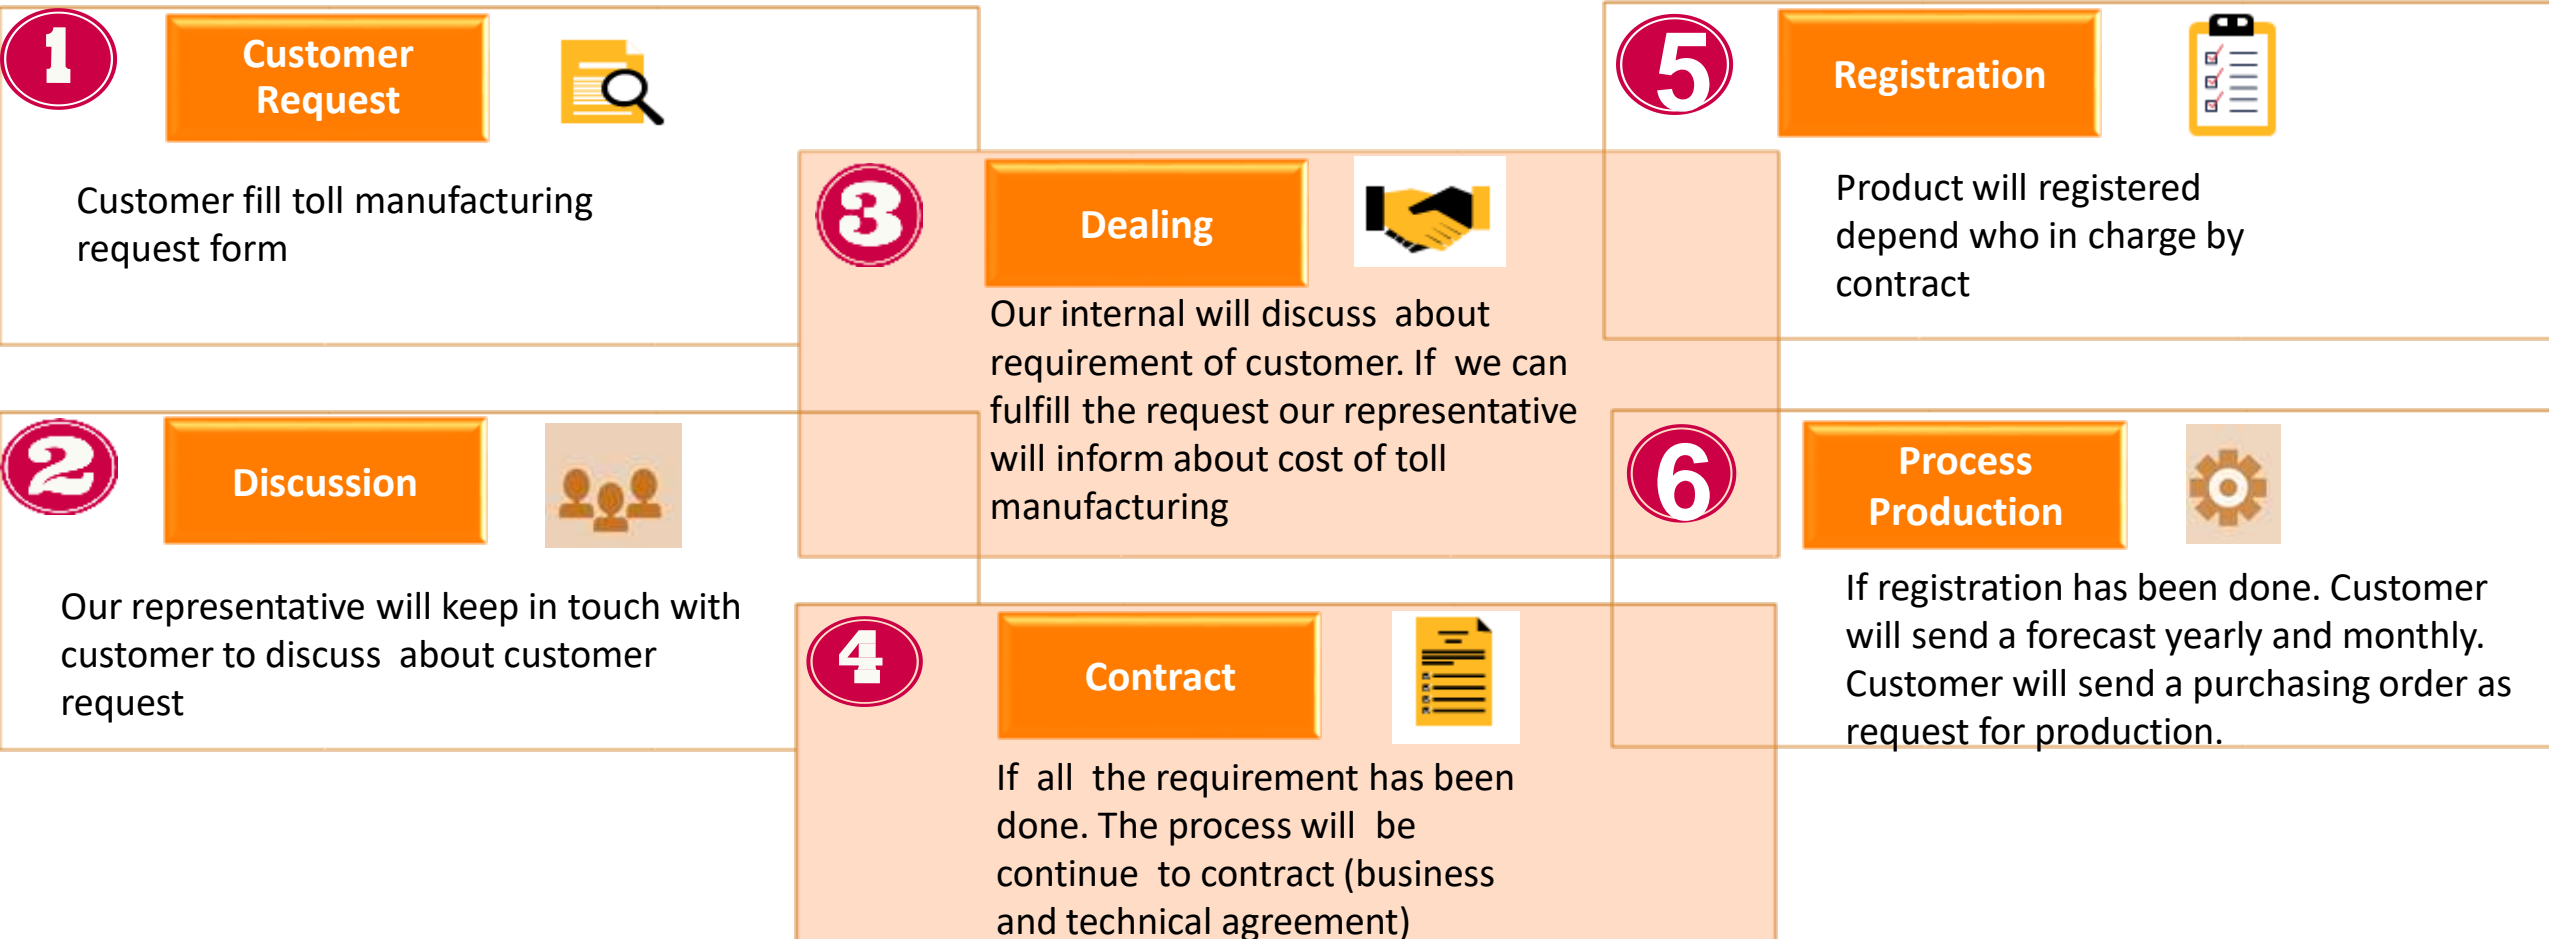 1
Customer
Request
Customer fill toll manufacturing
request form
2
Discussion
Our representative will keep in touch with
customer to discuss  about customer
request
3
Dealing
Our internal will discuss  about
requirement of customer. If  we can
fulfill the request our representative
will inform about cost of toll
manufacturing
4
Contract
If  all  the requirement has been
done. The process will  be
continue  to contract (business
and technical agreement)
5
Registration
Product will registered
depend who in charge by
contract
6
Process
Production
If registration has been done. Customer
will send a forecast yearly and monthly.
Customer will send a purchasing order as
request for production.